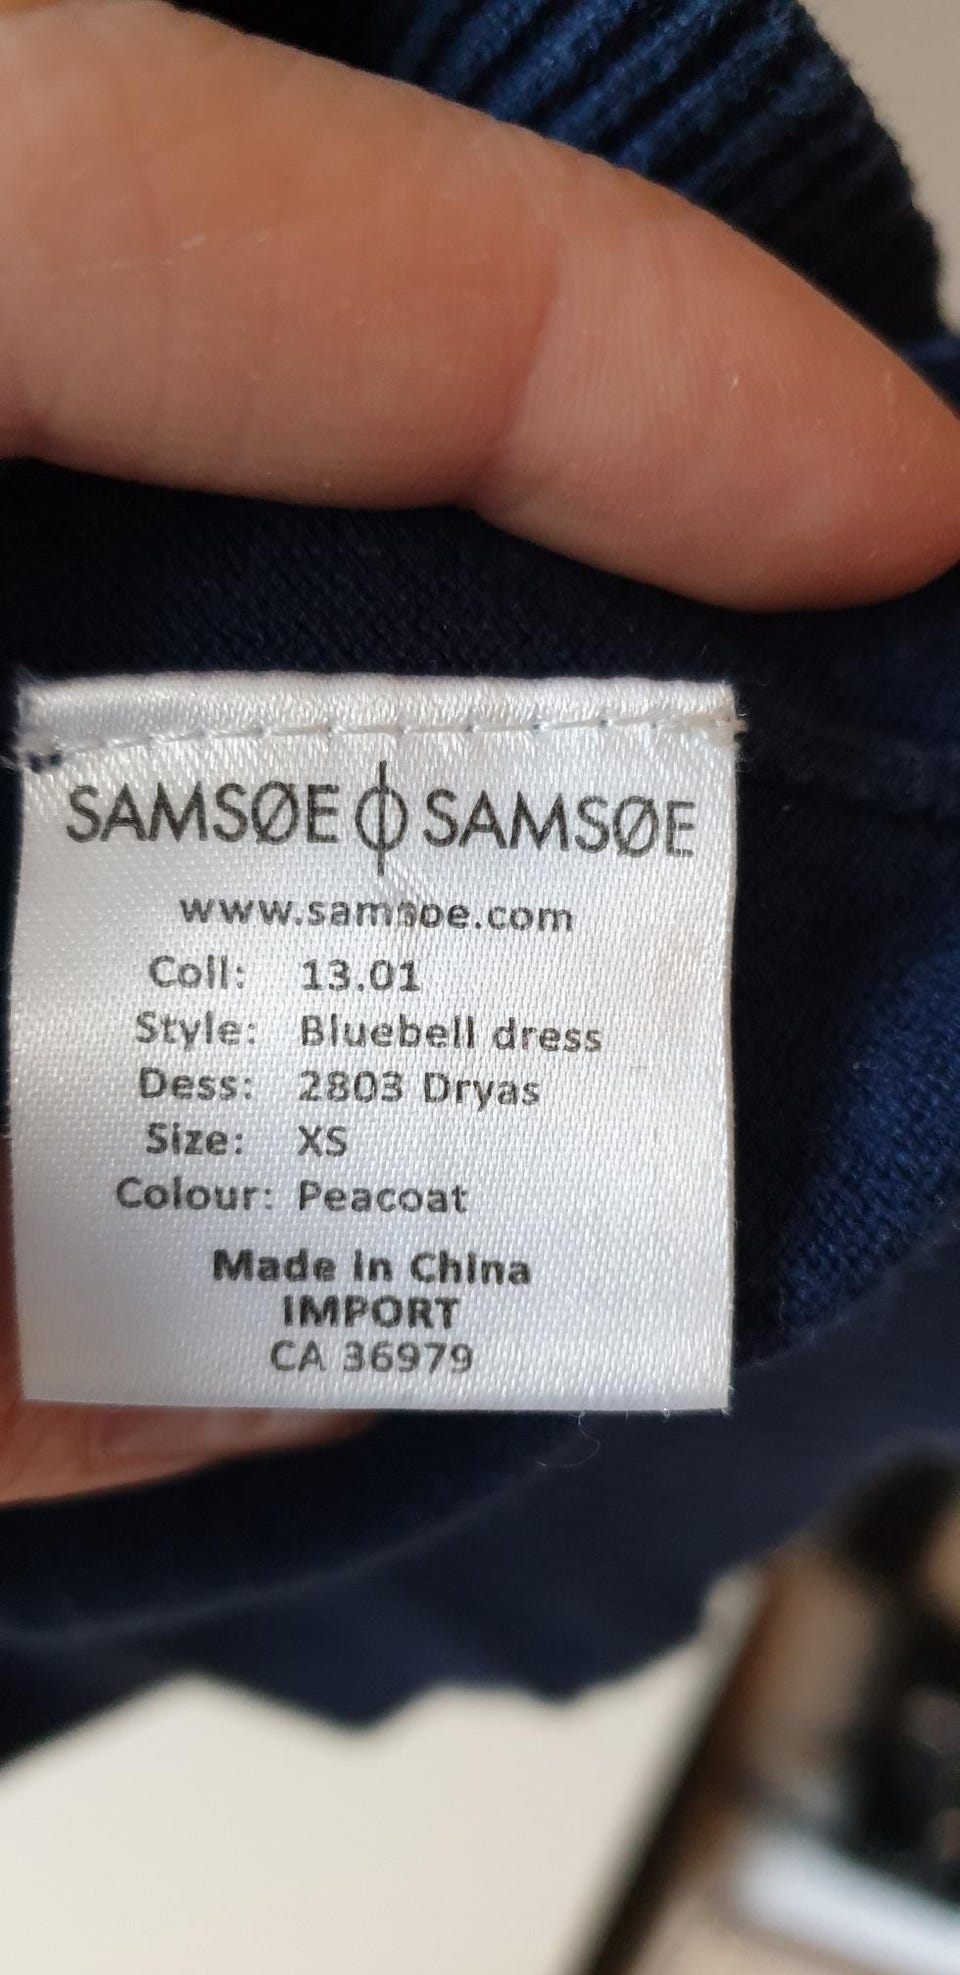 SAMSØE ϕ SAMSØE
www.samsoe.com
Coll: 13.01
Style: Bluebell dress
Dess: 2803 Dryas
Size: XS
Colour: Peacoat
Made in China
IMPORT
CA 36979